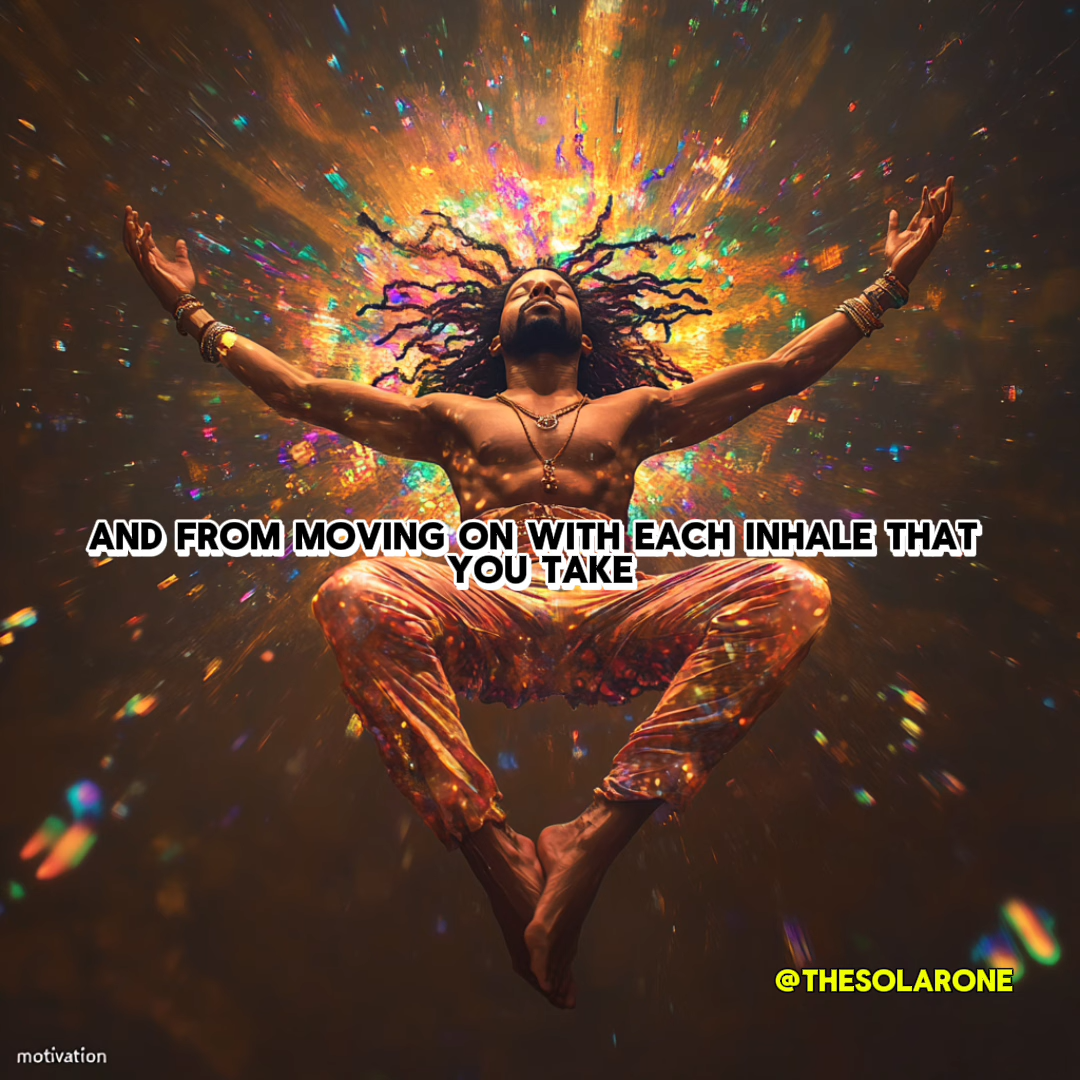 AND FROM MOVING ON WITH EACH INHALE THAT
YOU TAKE
@THESOLARONE
motivation